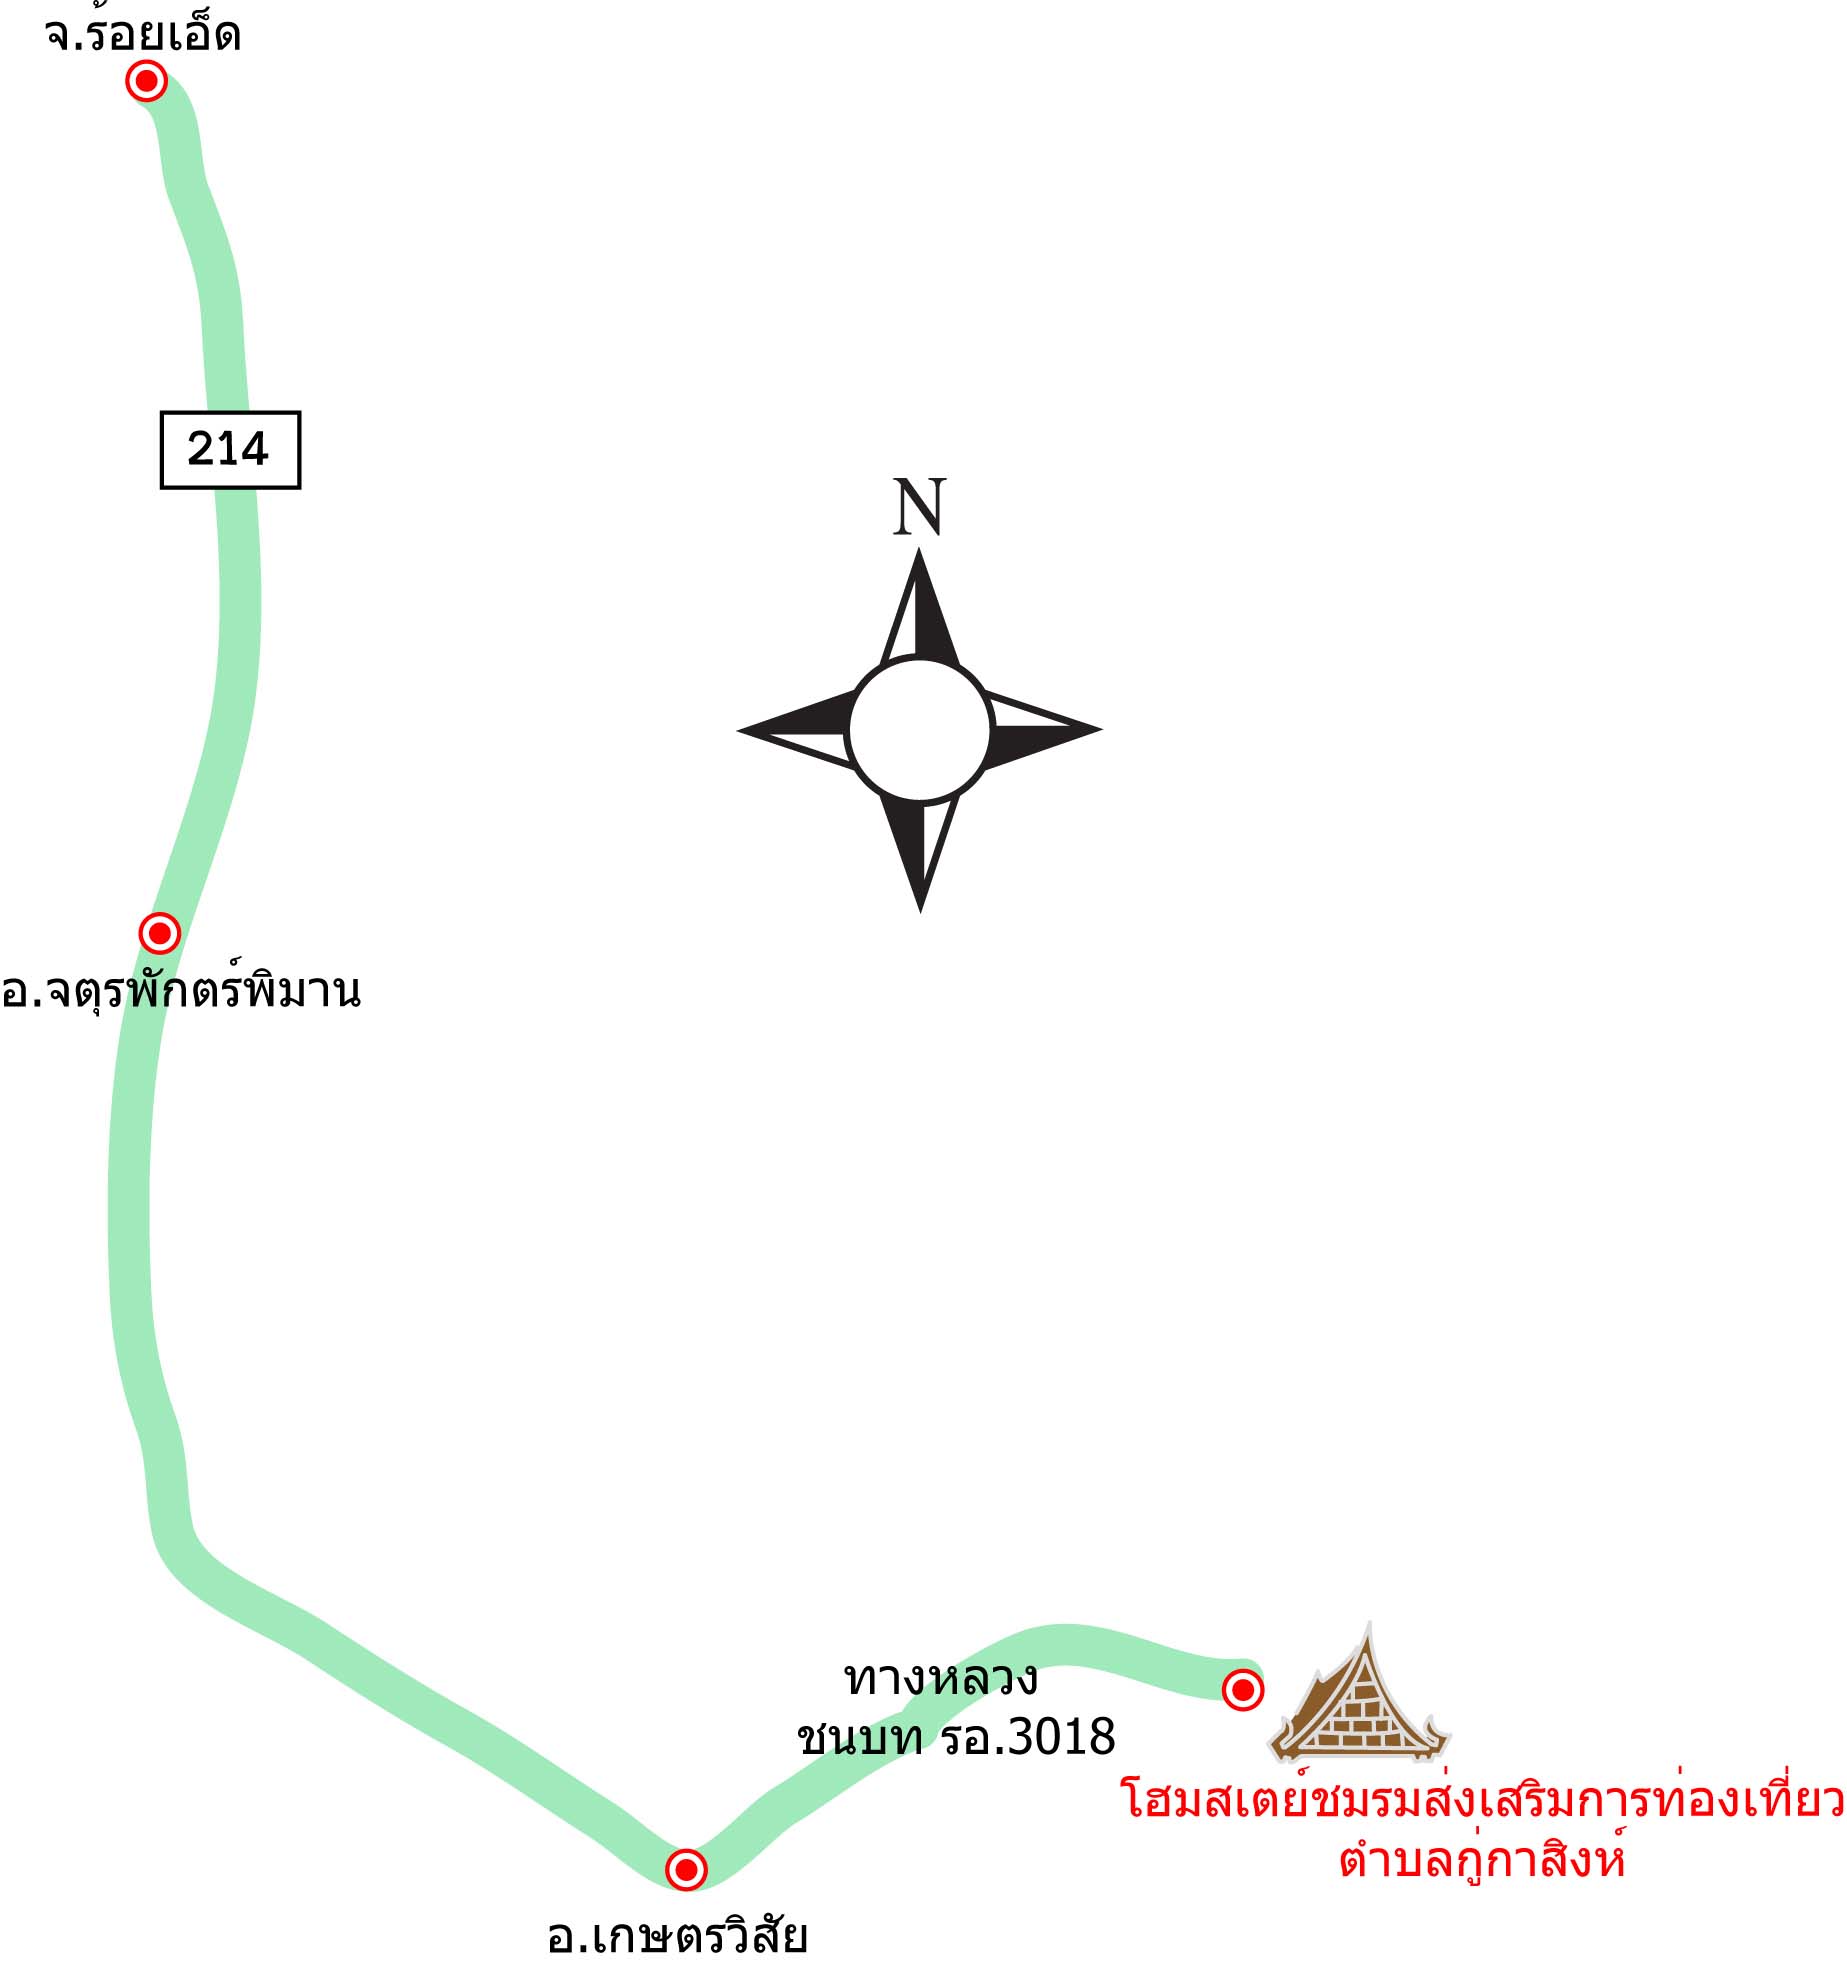 จ.ร้อยเอ็ด
214
N
อ.จตุรพักตร์พิมาน
ทางหลวง
ชนบท รอ.3018
โฮมสเตย์ชมรมส่งเสริมการท่องเที่ยว
ตำบลกู่กาสิงห์
อ.เกษตรวิสัย